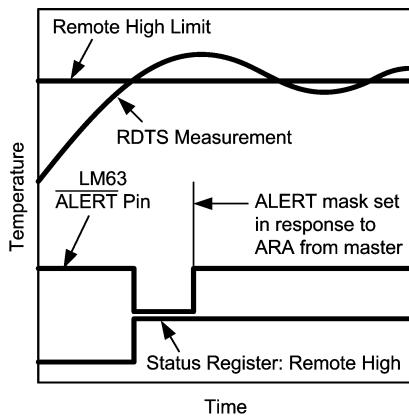 Remote High Limit
RDTS Measurement
LM63
ALERT Pin
ALERT mask set
in response to
ARA from master
Status Register: Remote High
Temperature
Time